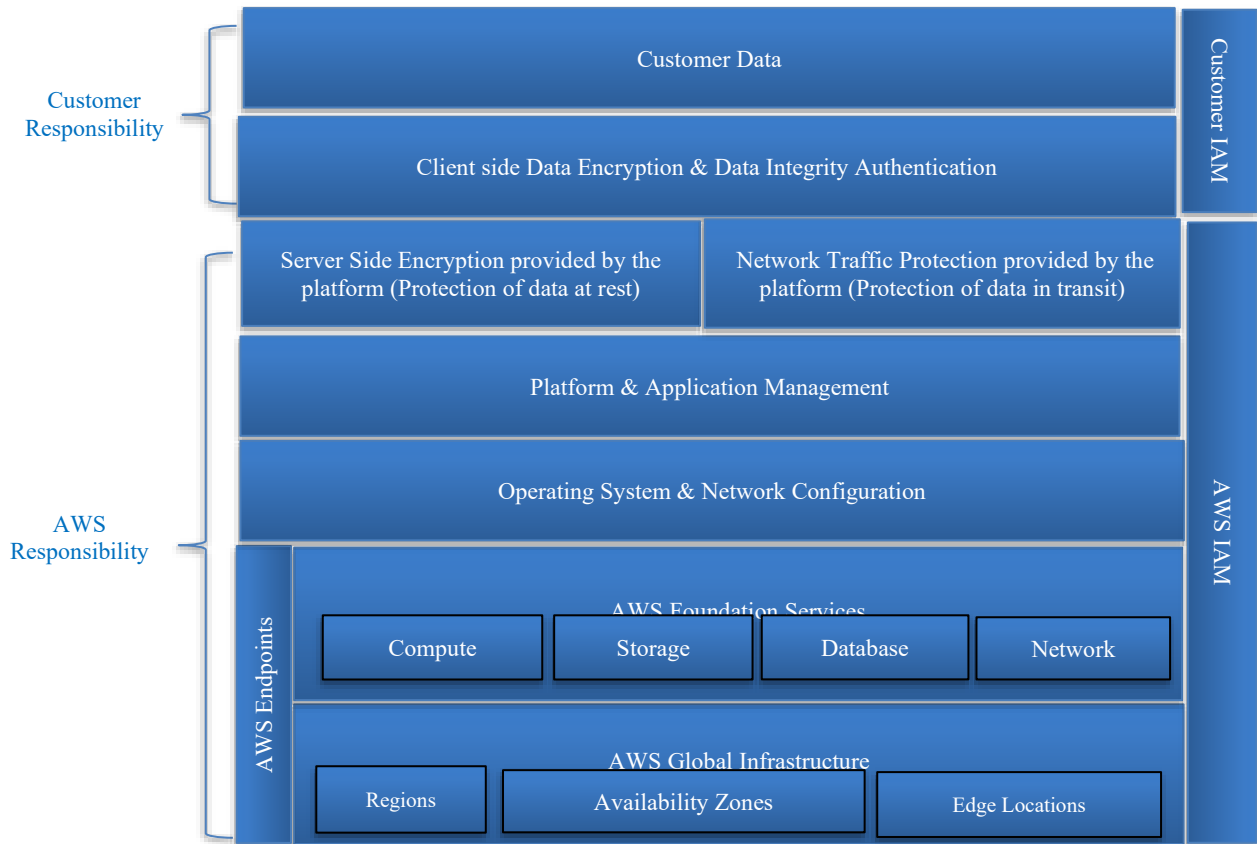 Customer Data
Customer IAM
Customer
Responsibility
Client side Data Encryption & Data Integrity Authentication
Server Side Encryption provided by the
platform (Protection of data at rest)
Network Traffic Protection provided by the
platform (Protection of data in transit)
Platform & Application Management
Operating System & Network Configuration
AWS
Responsibility
AWS IAM
AWS Endpoints
AWS Foundation Services
Compute
Storage
Database
Network
AWS Global Infrastructure
Regions
Availability Zones
Edge Locations